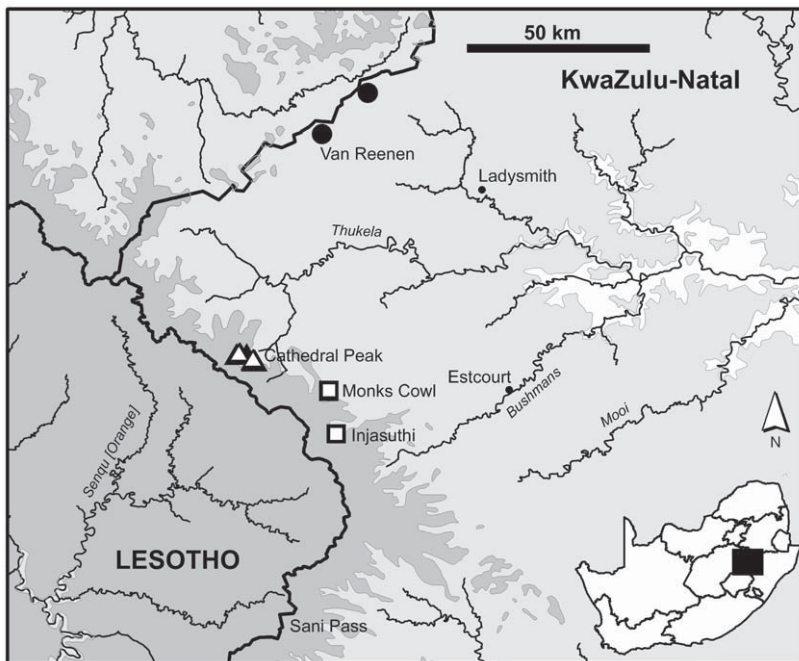 50 km
KwaZulu-Natal
Van Reenen
Ladysmith
Thukela
Cathedral Peak
Monks Cowl
Estcourt
Bushmans
Mooi
N
Injasuthi
Senqu [Orange]
LESOTHO
Sani Pass